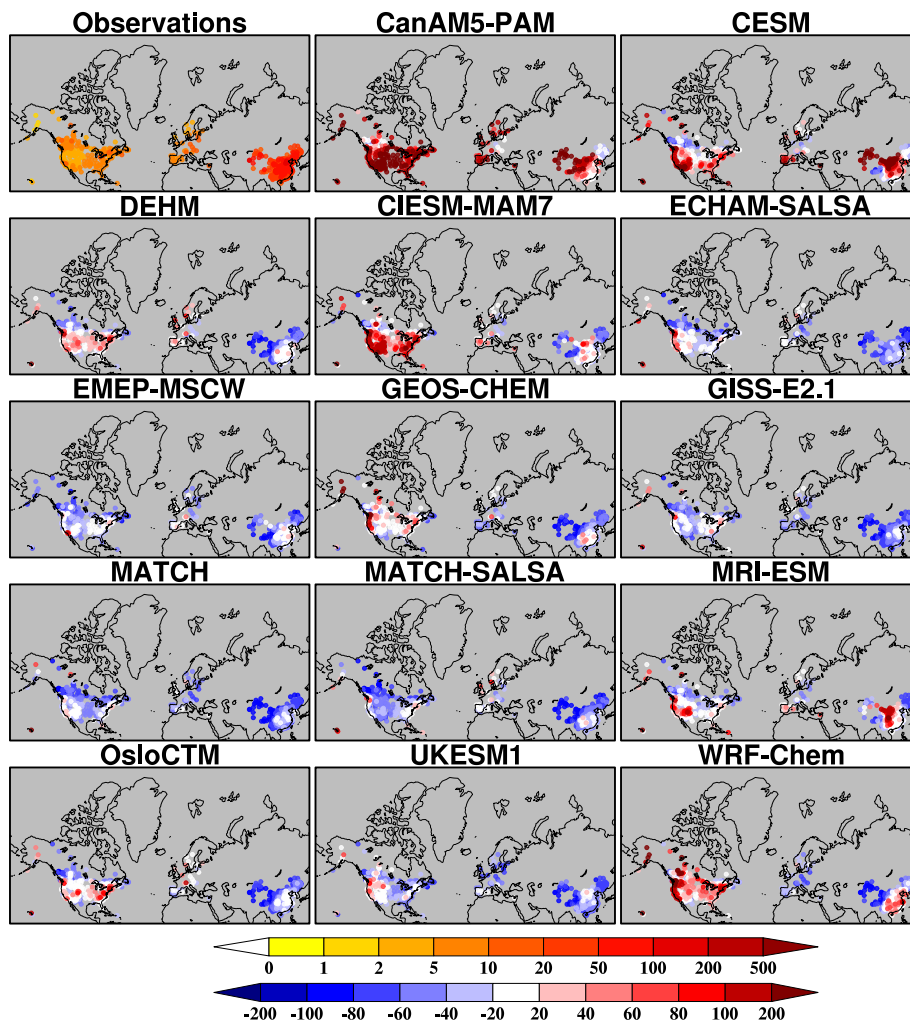 Observations CanAM5-PAM CESM
DEHM CIESM-MAM7 ECHAM-SALSA
EMEP-MSCW GEOS-CHEM GISS-E2.1
MATCH MATCH-SALSA MRI-ESM
OsloCTM UKESM1 WRF-Chem
0 1 2 5 10 20 50 100 200 500
-200 -100 -80 -60 -40 -20 20 40 60 80 100 200